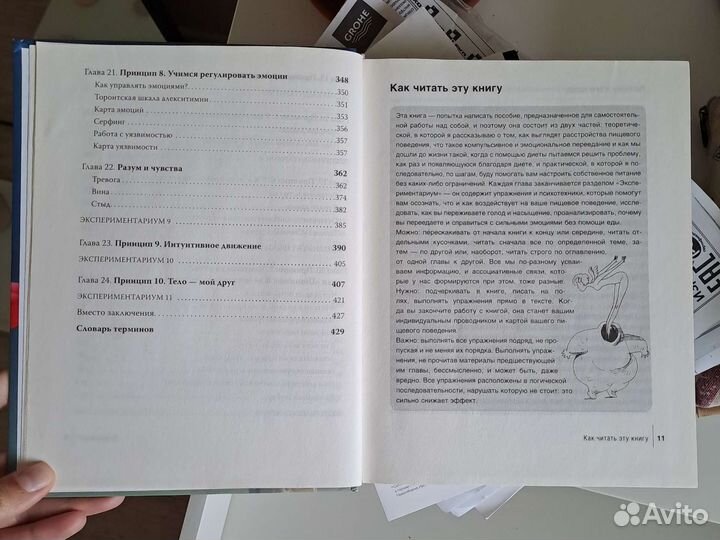 Глава 21. Принцип 8. Учимся регулировать эмоции 348
Как управлять эмоциями? 350
Торонтская шкала алекситимии 351
Карта эмоций 353
Серфинг 356
Работа с уязвимостью 357
Карта уязвимости 357
Глава 22. Разум и чувства 362
Тревога 362
Вина 374
Стыд 382
ЭКСПЕРИМЕНТАРИУМ 9 385
Глава 23. Принцип 9. Интуитивное движение 390
ЭКСПЕРИМЕНТАРИУМ 10 405
Глава 24. Принцип 10. Тело — мой друг 407
ЭКСПЕРИМЕНТАРИУМ 11 421
Вместо заключения 427
Словарь терминов 429
GROHE
Как читать эту книгу
Эта книга — попытка написать пособие, предназначенное для самостоятель-
ной работы над собой, и поэтому она состоит из двух частей: теоретичес-
кой, в которой я рассказываю о том, как выглядят расстройства пищевого
поведения, что такое компульсивное и эмоциональное переедание и как мы
дошли до жизни такой, когда с помощью диеты пытаемся решить проблему,
как раз и появляющуюся благодаря диете, и практической, в которой я по-
следовательно, по шагам, буду помогать вам настроить собственное питание
без каких-либо ограничений. Каждая глава заканчивается разделом «Экспе-
риментариум» — он содержит упражнения и психотехники, которые помогут
вам осознать, что и как воздействует на ваше пищевое поведение, исследо-
вать, как вы переживаете голод и насыщение, проанализировать, почему
вы переедаете и справиться с сильными эмоциями без помощи еды.
Можно: перескакивать от начала книги к концу или середине, читать от-
дельными кусочками, читать сначала все по определенной теме, за-
тем — по другой или, наоборот, читать строго по оглавлению,
от одной главы к другой. Все мы по-разному усваи-
ваем информацию, и ассоциативные связи, которые
у нас формируются при этом, тоже разные.
Нужно: подчеркивать в книге, писать на по-
лях, выполнять упражнения прямо в тексте. Ког-
да вы закончите работу с книгой, она станет вашим
индивидуальным проводником и картой вашего пи-
щевого поведения.
Важно: выполнять все упражнения подряд, не про-
пуская и не меняя их порядка. Выполнять упраж-
нения, не прочитав материалы предшествующей
им главы, бессмысленно, и может быть, даже
вредно. Все упражнения расположены в логической
последовательности, нарушать которую не стоит: это
сильно снижает эффект.
Как читать эту книгу 11
Avito